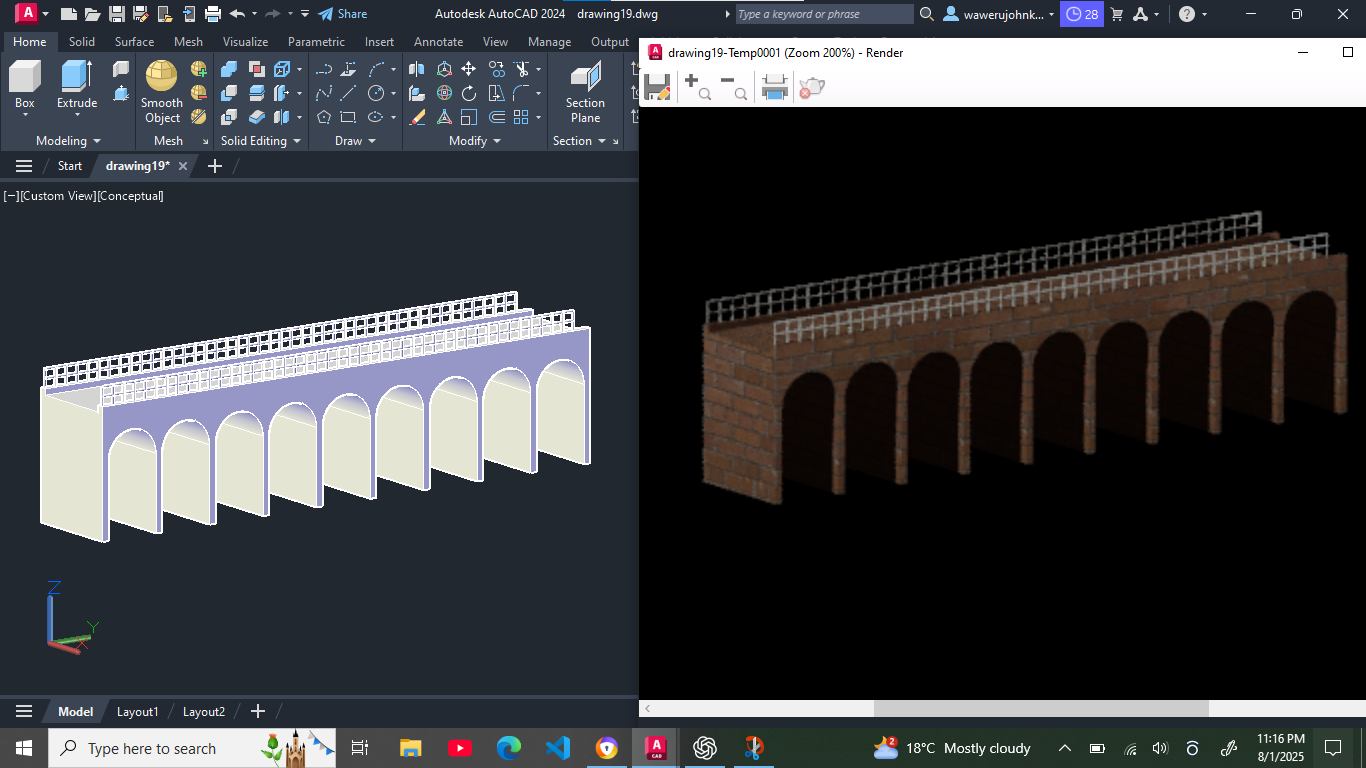 A Share Autodesk AutoCAD 2024 drawing19.dwg Type a keyword or phrase wawerujohnk... 28
Home Solid Surface Mesh Visualize Parametric Insert Annotate View Manage Output
drawing19-Temp0001 (Zoom 200%) - Render
Box Extrude Smooth Object Section Plane
Modeling Mesh Solid Editing Draw Modify Section
Start drawing19*
[−][Custom View][Conceptual]
Z
Y
X
Model Layout1 Layout2
Type here to search A CAD 2 18°C Mostly cloudy 11:16 PM
8/1/2025